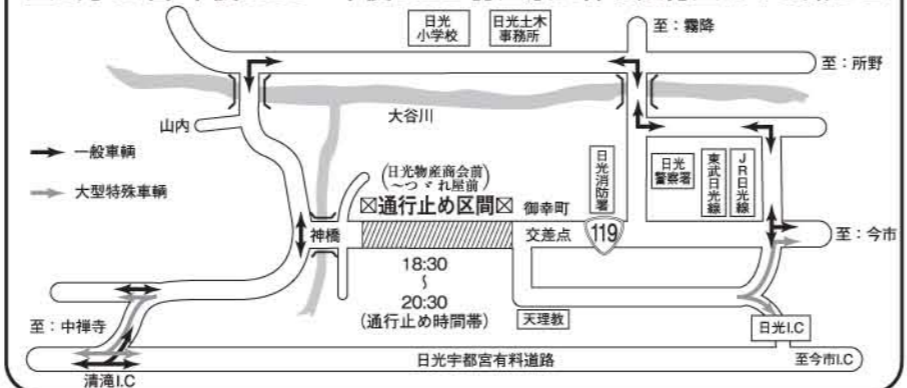 日光
小学校
日光土木
事務所
至：霧降
至：所野
大谷川
山内
一般車輌
大型特殊車輌
（日光物産商会前）
～つゞれ屋前
通行止め区間
御幸町
交差点
日光消防署
日光
警察署
東武日光線
JR日光線
119
至：今市
神橋
18:30
～
20:30
（通行止め時間帯）
天理教
日光I.C
至：中禅寺
日光宇都宮有料道路
至今市I.C
清滝I.C